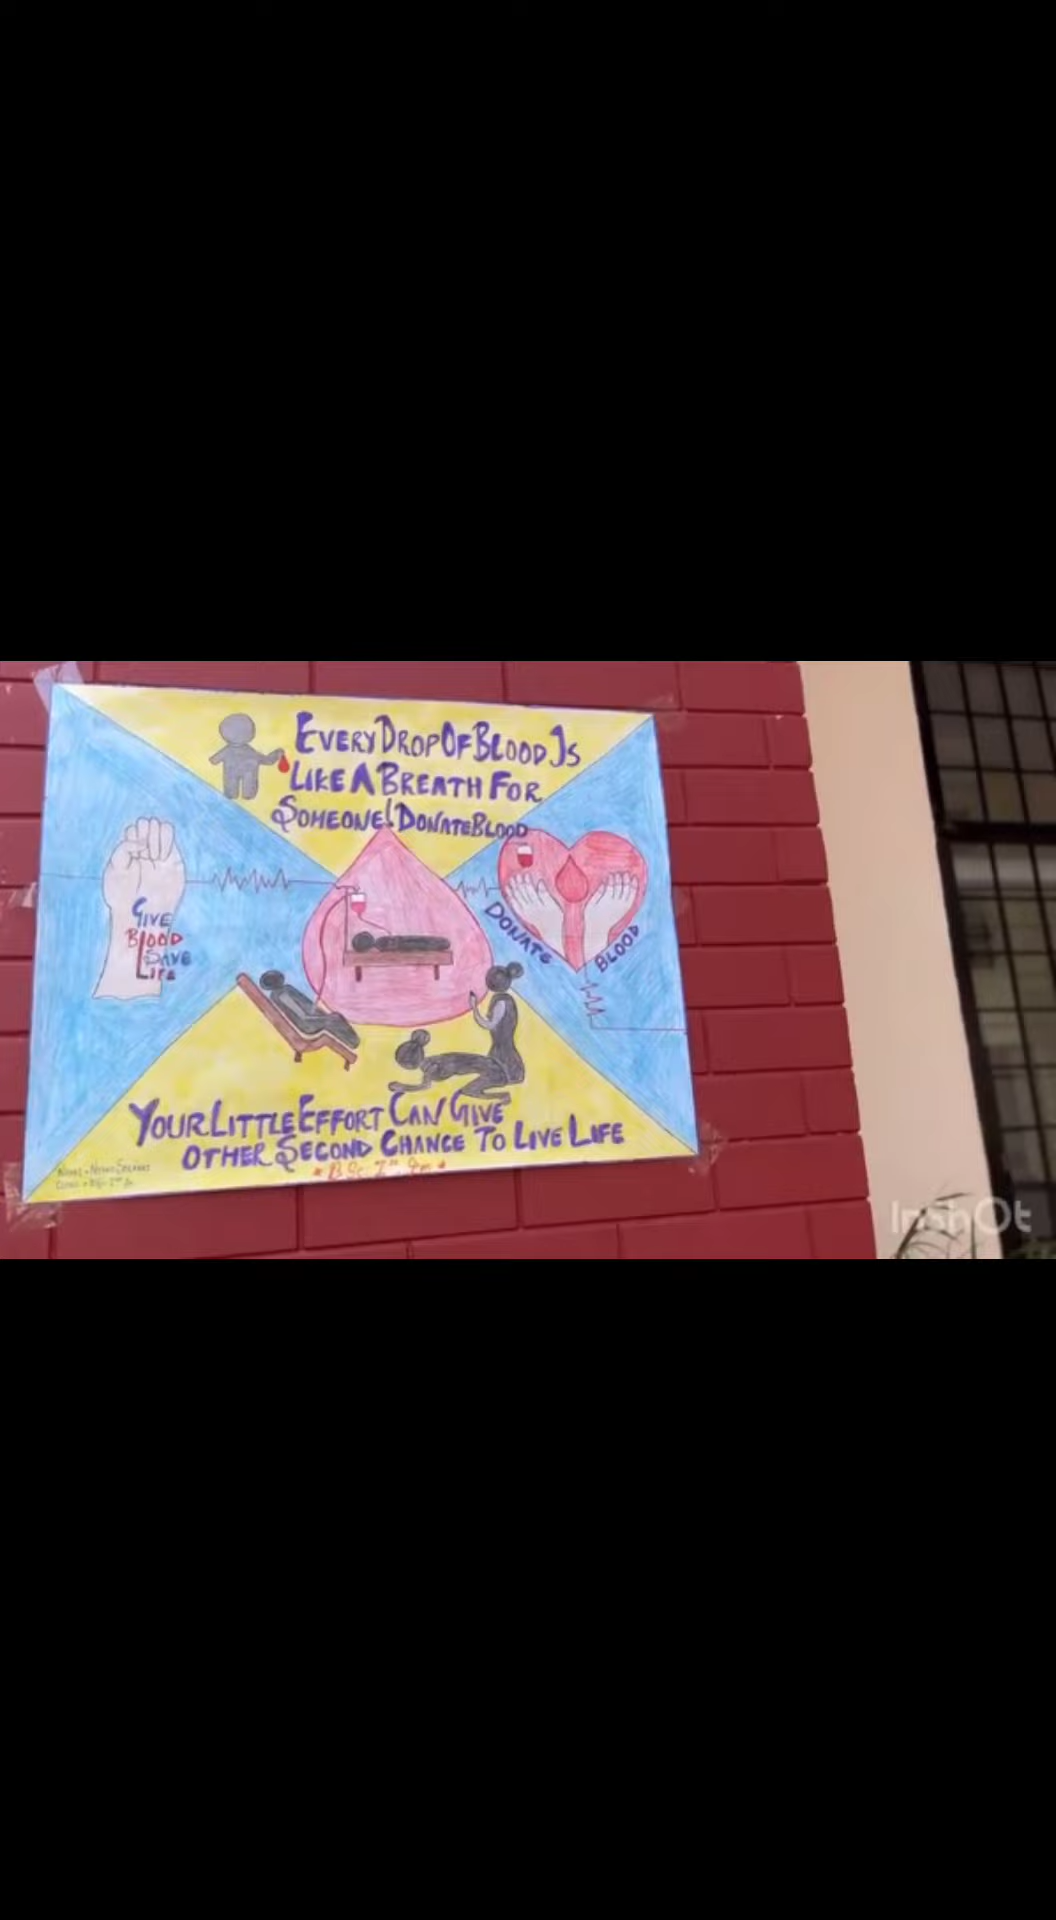 EVERY DROP OF BLOOD IS
LIKE A BREATH FOR
SOMEONE! DONATE BLOOD
GIVE
BLOOD
SAVE
LIFE
DONATE BLOOD
YOUR LITTLE EFFORT CAN GIVE
OTHER SECOND CHANCE TO LIVE LIFE
InshOt